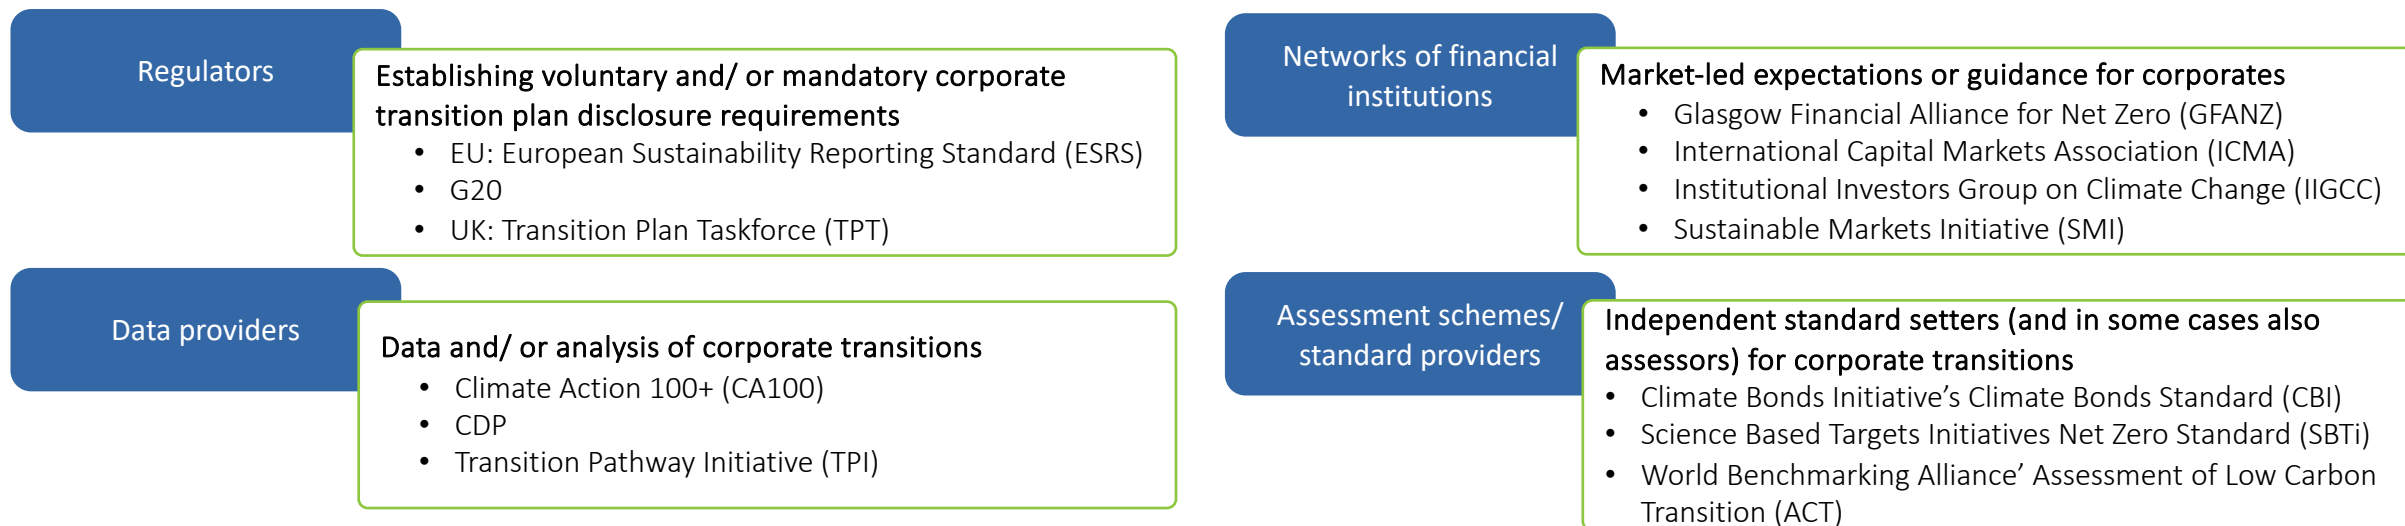 Regulators
Establishing voluntary and/ or mandatory corporate
transition plan disclosure requirements
• EU: European Sustainability Reporting Standard (ESRS)
• G20
• UK: Transition Plan Taskforce (TPT)
Networks of financial
institutions
Market-led expectations or guidance for corporates
• Glasgow Financial Alliance for Net Zero (GFANZ)
• International Capital Markets Association (ICMA)
• Institutional Investors Group on Climate Change (IIGCC)
• Sustainable Markets Initiative (SMI)
Data providers
Data and/ or analysis of corporate transitions
• Climate Action 100+ (CA100)
• CDP
• Transition Pathway Initiative (TPI)
Assessment schemes/
standard providers
Independent standard setters (and in some cases also
assessors) for corporate transitions
• Climate Bonds Initiative’s Climate Bonds Standard (CBI)
• Science Based Targets Initiatives Net Zero Standard (SBTi)
• World Benchmarking Alliance’ Assessment of Low Carbon
Transition (ACT)